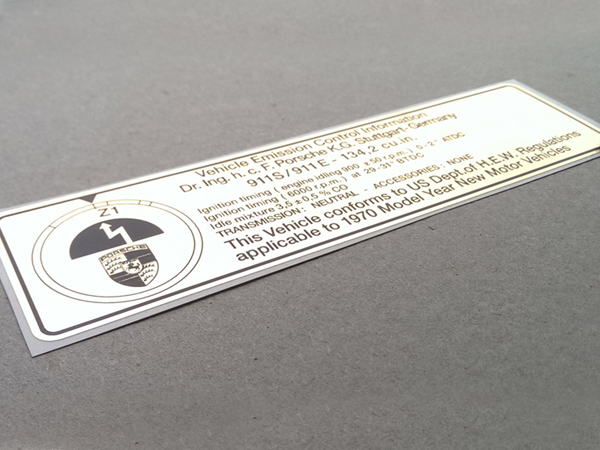 Vehicle Emission Control Information
Dr. Ing. h. c. F. Porsche K.G. Stuttgart - Germany
911S/911E - 134,2 cu.in.
Ignition timing ( engine idling 900 ± 50 r.p.m.) 0 - 2° ATDC
Ignition timing ( 6000 r.p.m.) at 29-31° BTDC
Idle mixture 3,5 ± 0,5 % CO
TRANSMISSION: NEUTRAL - ACCESSORIES: NONE
This Vehicle conforms to US Dept.of H.E.W. Regulations
applicable to 1970 Model Year New Motor Vehicles
Z1
PORSCHE